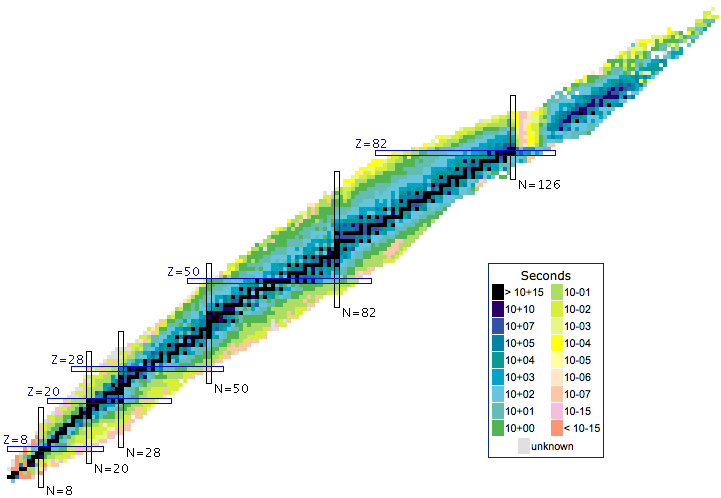 Z=82
N=126
Z=50
N=82
Seconds
> 10+15 10-01
10+10 10-02
10+07 10-03
10+05 10-04
10+04 10-05
10+03 10-06
10+02 10-07
10+01 10-15
10+00 < 10-15
unknown
Z=28
N=50
Z=20
Z=8
N=28
N=20
N=8